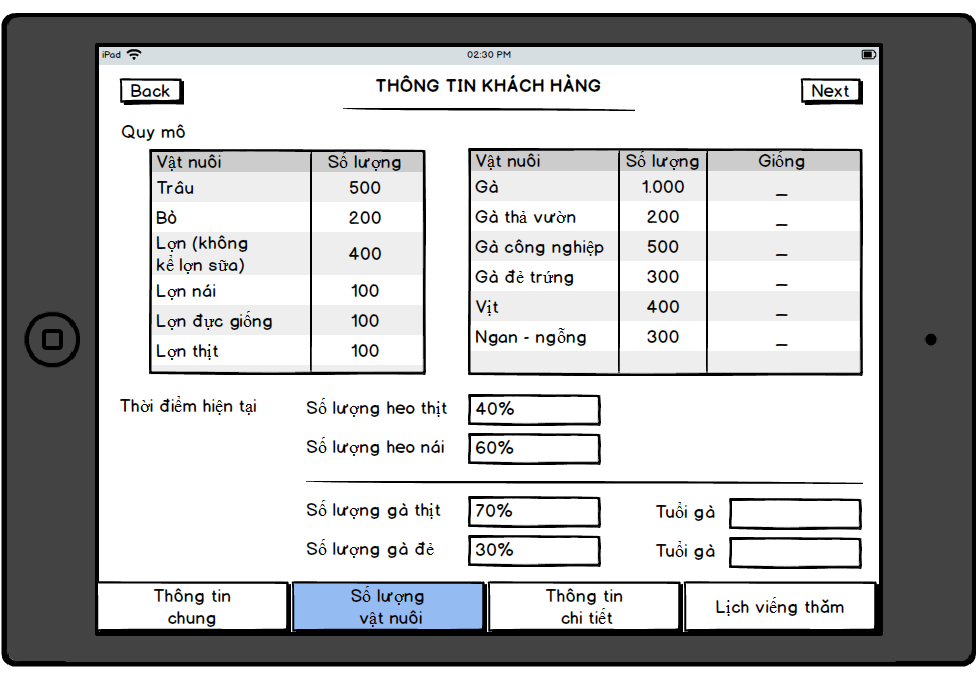 iPad 02:30 PM
Back THÔNG TIN KHÁCH HÀNG Next
Quy mô
Vật nuôi Số lượng
Trâu 500
Bò 200
Lợn (không
kể lợn sữa) 400
Lợn nái 100
Lợn đực giống 100
Lợn thịt 100
Vật nuôi Số lượng Giống
Gà 1.000 _
Gà thả vườn 200 _
Gà công nghiệp 500 _
Gà đẻ trứng 300 _
Vịt 400 _
Ngan - ngỗng 300 _
Thời điểm hiện tại Số lượng heo thịt 40%
Số lượng heo nái 60%
Số lượng gà thịt 70% Tuổi gà
Số lượng gà đẻ 30% Tuổi gà
Thông tin
chung
Số lượng
vật nuôi
Thông tin
chi tiết
Lịch viếng thăm